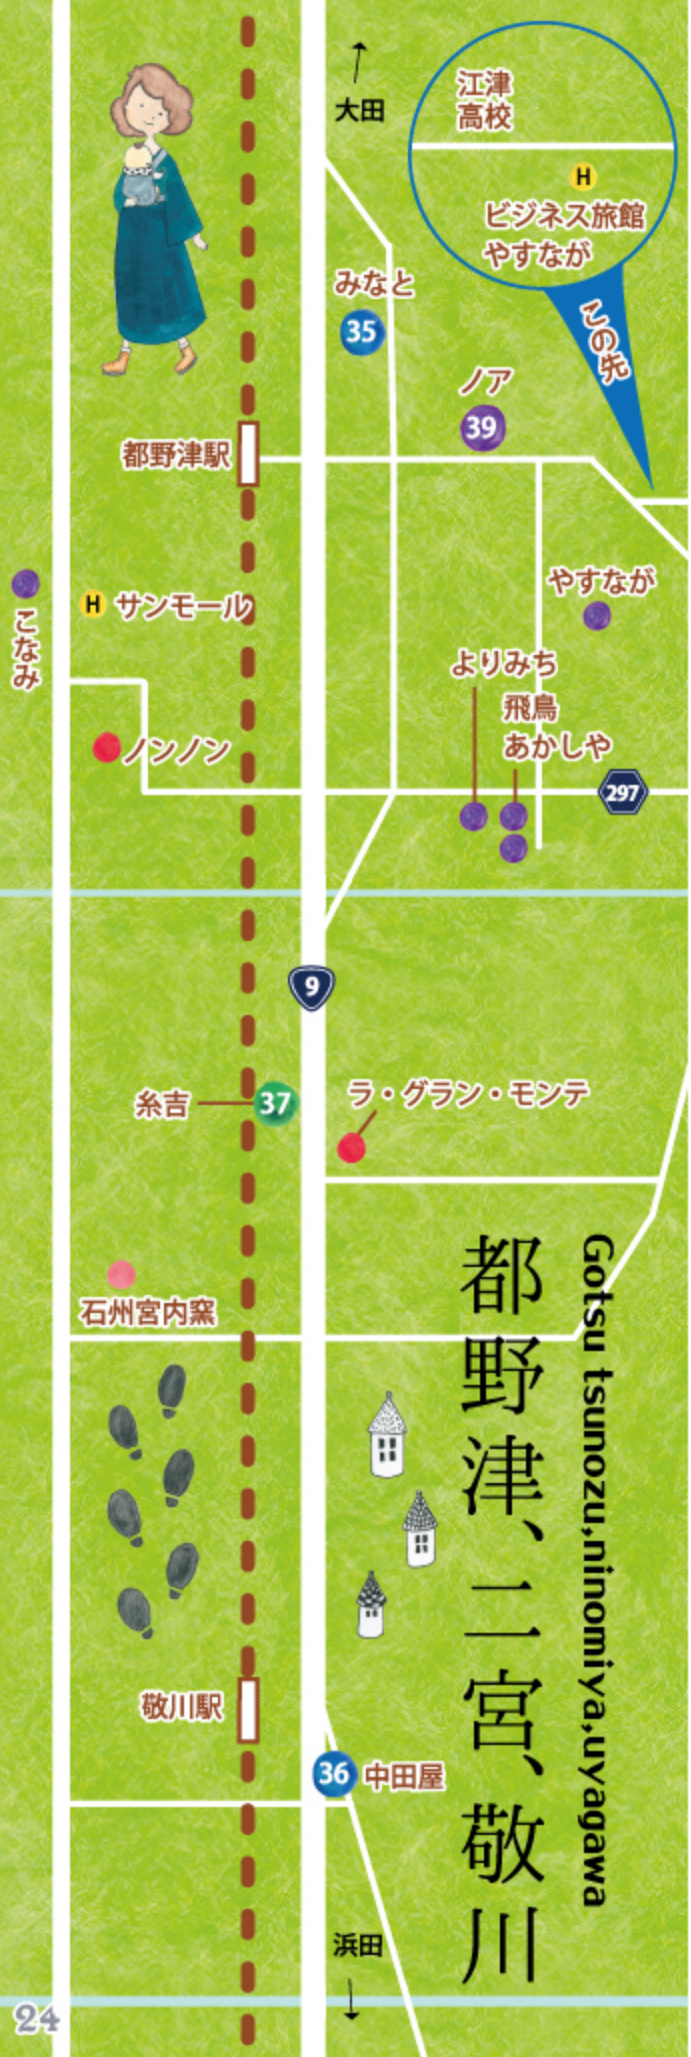 大田
江津
高校
H
ビジネス旅館
やすなが
この先
みなと
35
ノア
39
都野津駅
こなみ
H サンモール
やすなが
よりみち
飛鳥
あかしや
ノンノン
297
9
糸吉
37
ラ・グラン・モンテ
石州宮内窯
都野津、二宮、敬川
Gotsu tsunozu,ninomiya,uyagawa
敬川駅
36 中田屋
浜田
24